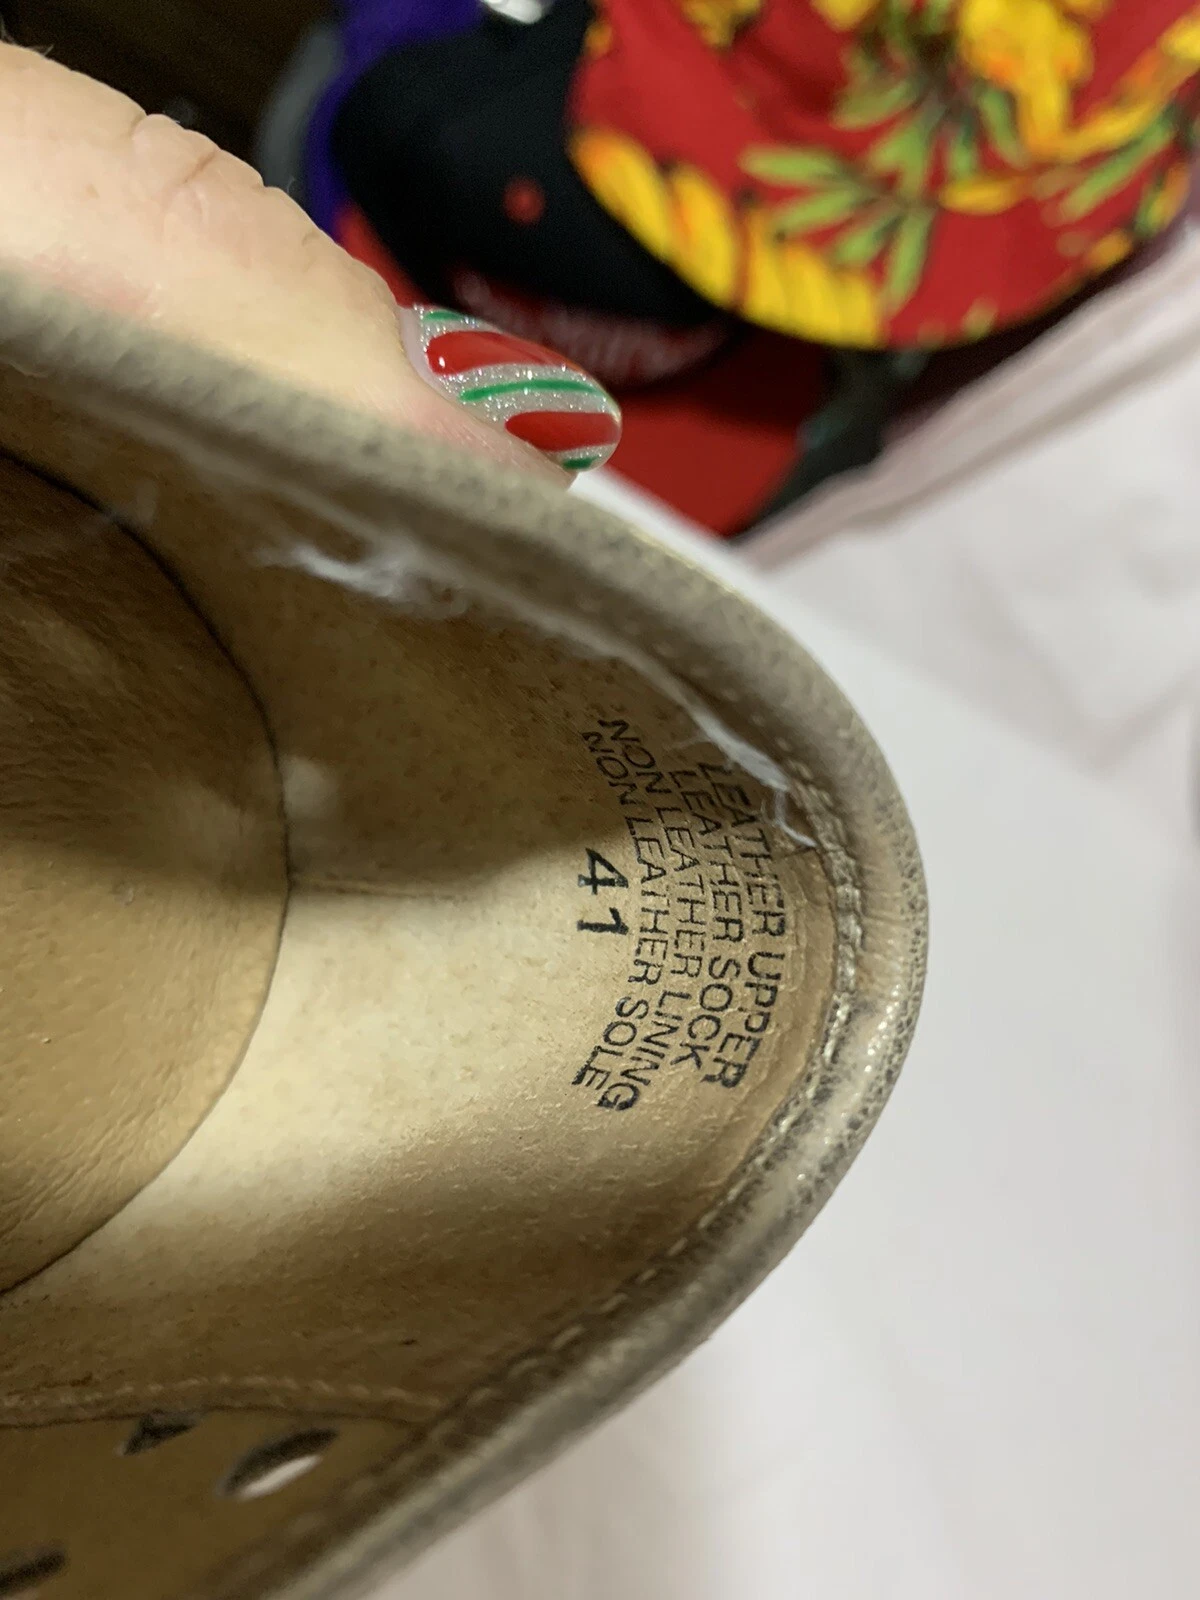 LEATHER UPPER
LEATHER SOCK
NON LEATHER LINING
NON LEATHER SOLE
41